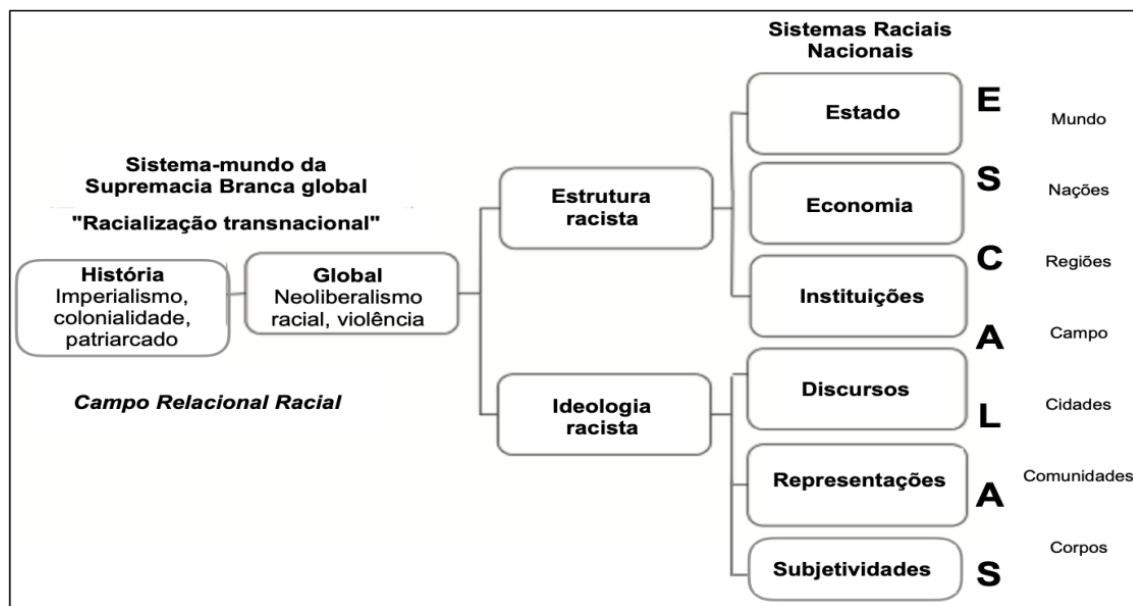 Sistemas Raciais
Nacionais
Sistema-mundo da
Supremacia Branca global
"Racialização transnacional"
História
Imperialismo,
colonialidade,
patriarcado
Global
Neoliberalismo
racial, violência
Campo Relacional Racial
Estrutura
racista
Ideologia
racista
Estado
Economia
Instituições
Discursos
Representações
Subjetividades
E
S
C
A
L
A
S
Mundo
Nações
Regiões
Campo
Cidades
Comunidades
Corpos